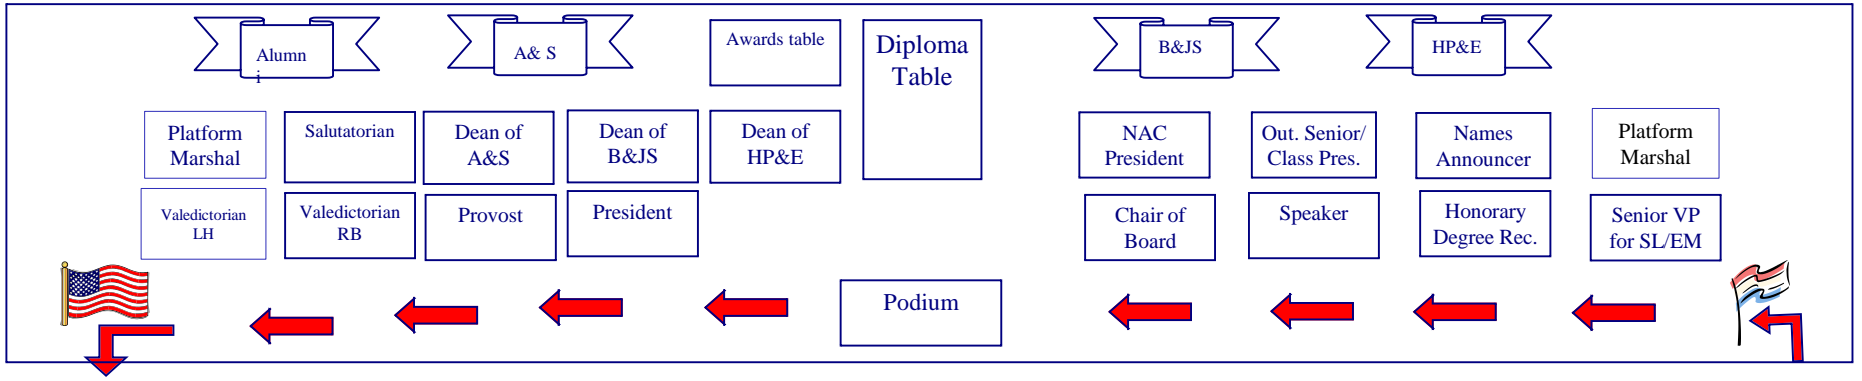 Alumn
i
A& S
Awards table
Diploma
Table
B&JS
HP&E
Platform
Marshal
Salutatorian
Dean of
A&S
Dean of
B&JS
Dean of
HP&E
NAC
President
Out. Senior/
Class Pres.
Names
Announcer
Platform
Marshal
Valedictorian
LH
Valedictorian
RB
Provost
President
Chair of
Board
Speaker
Honorary
Degree Rec.
Senior VP
for SL/EM
Podium